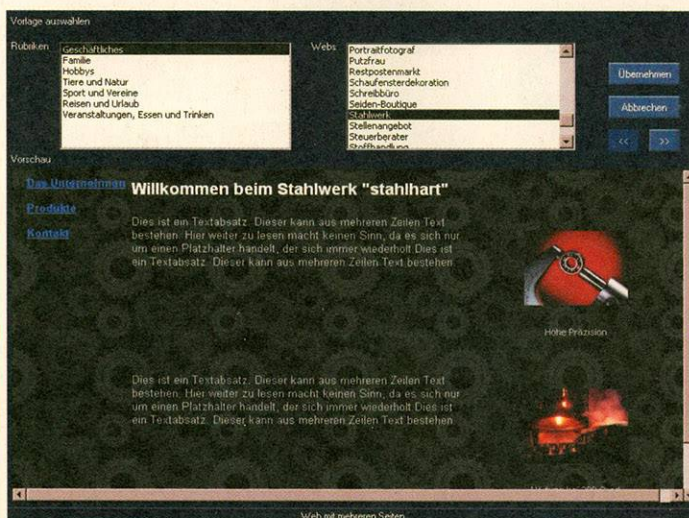 Vorlage auswählen
Rubriken
Geschäftliches
Familie
Hobbys
Tiere und Natur
Sport und Vereine
Reisen und Urlaub
Veranstaltungen, Essen und Trinken
Webs
Portraitfotograf
Putzfrau
Restpostenmarkt
Schaufensterdekoration
Schreibbüro
Seiden-Boutique
Stahlwerk
Stellenangebot
Steuerberater
Stoffhandlung
Übernehmen
Abbrechen
<< >>
Vorschau
Das Unternehmen
Produkte
Kontakt
Willkommen beim Stahlwerk "stahlhart"
Dies ist ein Textabsatz. Dieser kann aus mehreren Zeilen Text
bestehen. Hier weiter zu lesen macht keinen Sinn, da es sich nur
um einen Platzhalter handelt, der sich immer wiederholt Dies ist
ein Textabsatz. Dieser kann aus mehreren Zeilen Text bestehen
Hohe Präzision
Dies ist ein Textabsatz. Dieser kann aus mehreren Zeilen Text
bestehen. Hier weiter zu lesen macht keinen Sinn, da es sich nur
um einen Platzhalter handelt, der sich immer wiederholt Dies ist
ein Textabsatz. Dieser kann aus mehreren Zeilen Text bestehen
Web mit mehreren Seiten